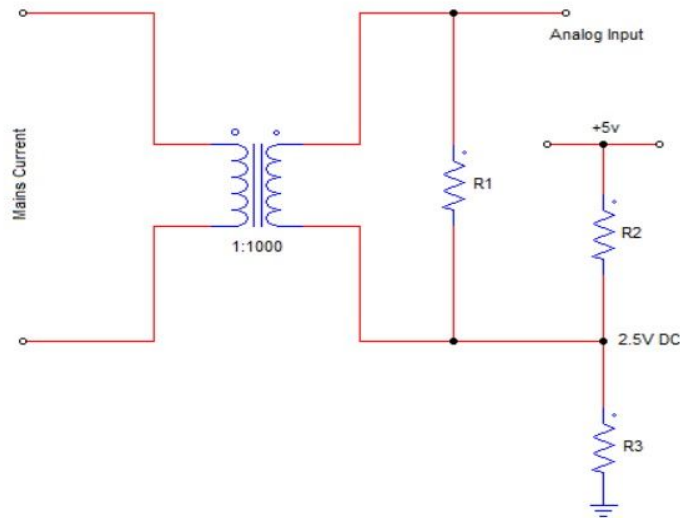 Analog Input
+5v
Mains Current
R1
R2
1:1000
2.5V DC
R3